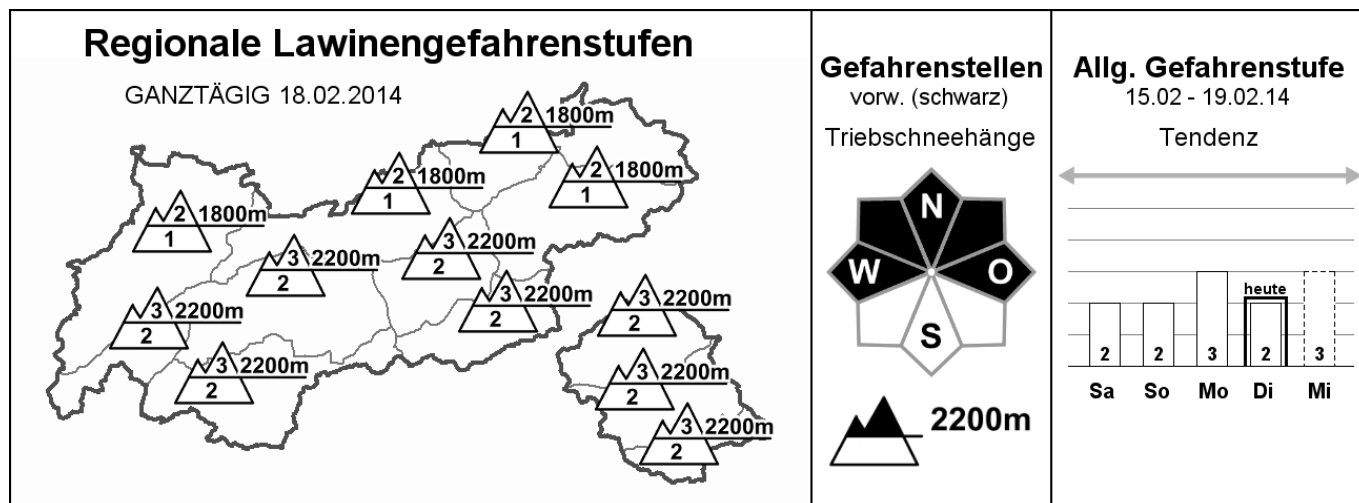 Regionale Lawinengefahrenstufen
GANZTÄGIG 18.02.2014
2 1800m
1
2 1800m
1
2 1800m
1
2 1800m
1
3 2200m
2
3 2200m
2
3 2200m
2
3 2200m
2
3 2200m
2
3 2200m
2
3 2200m
2
3 2200m
2
Gefahrenstellen
vorw. (schwarz)
Triebschneehänge
N
W O
S
2200m
Allg. Gefahrenstufe
15.02 - 19.02.14
Tendenz
heute
2 2 3 2 3
Sa So Mo Di Mi